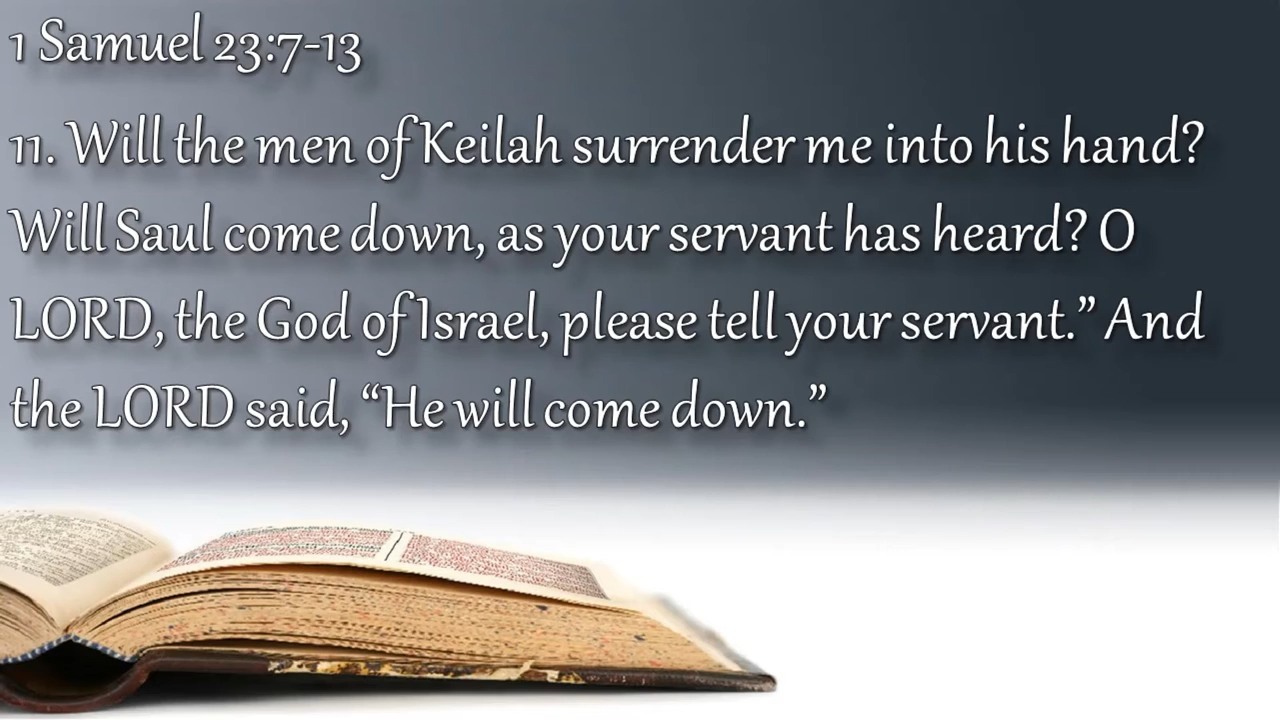 1 Samuel 23:7-13
11. Will the men of Keilah surrender me into his hand?
Will Saul come down, as your servant has heard? O
LORD, the God of Israel, please tell your servant.” And
the LORD said, “He will come down.”